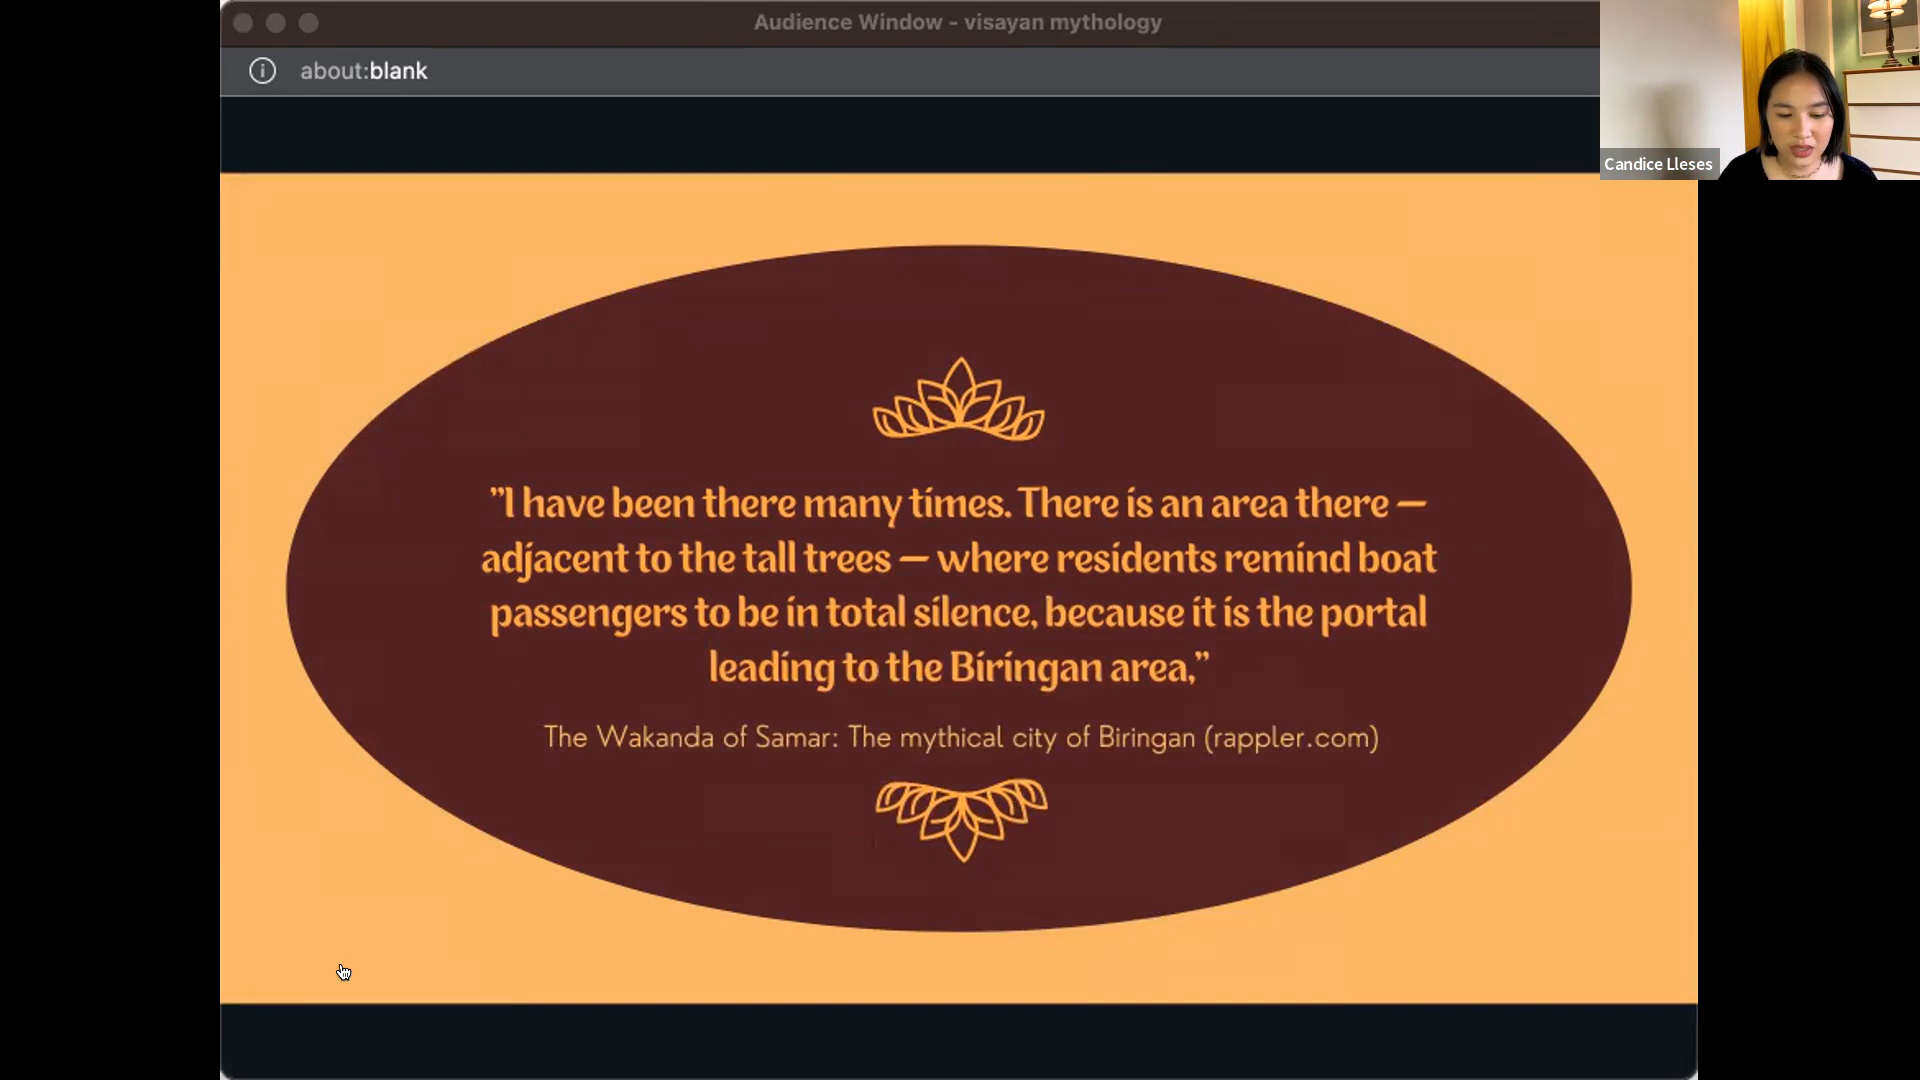 Audience Window - visayan mythology
about:blank
Candice Lleses
"I have been there many times. There is an area there —
adjacent to the tall trees — where residents remind boat
passengers to be in total silence, because it is the portal
leading to the Biringan area,"
The Wakanda of Samar: The mythical city of Biringan (rappler.com)